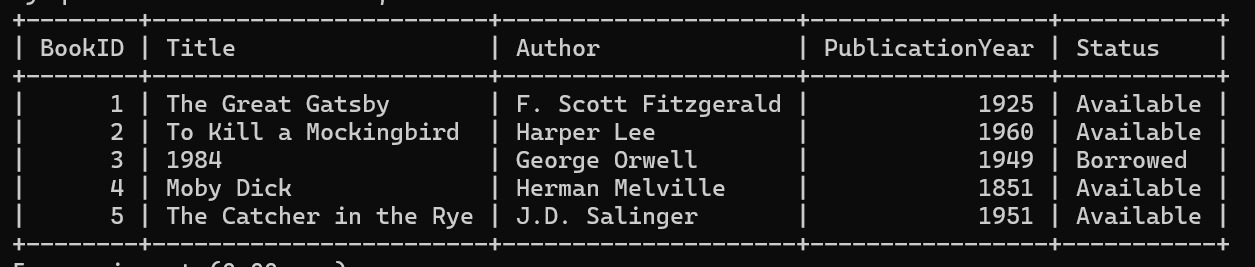 +--------+------------------------+---------------------+-----------------+-----------+
| BookID | Title                  | Author              | PublicationYear | Status    |
+--------+------------------------+---------------------+-----------------+-----------+
|      1 | The Great Gatsby       | F. Scott Fitzgerald |            1925 | Available |
|      2 | To Kill a Mockingbird  | Harper Lee          |            1960 | Available |
|      3 | 1984                   | George Orwell       |            1949 | Borrowed  |
|      4 | Moby Dick              | Herman Melville     |            1851 | Available |
|      5 | The Catcher in the Rye | J.D. Salinger       |            1951 | Available |
+--------+------------------------+---------------------+-----------------+-----------+